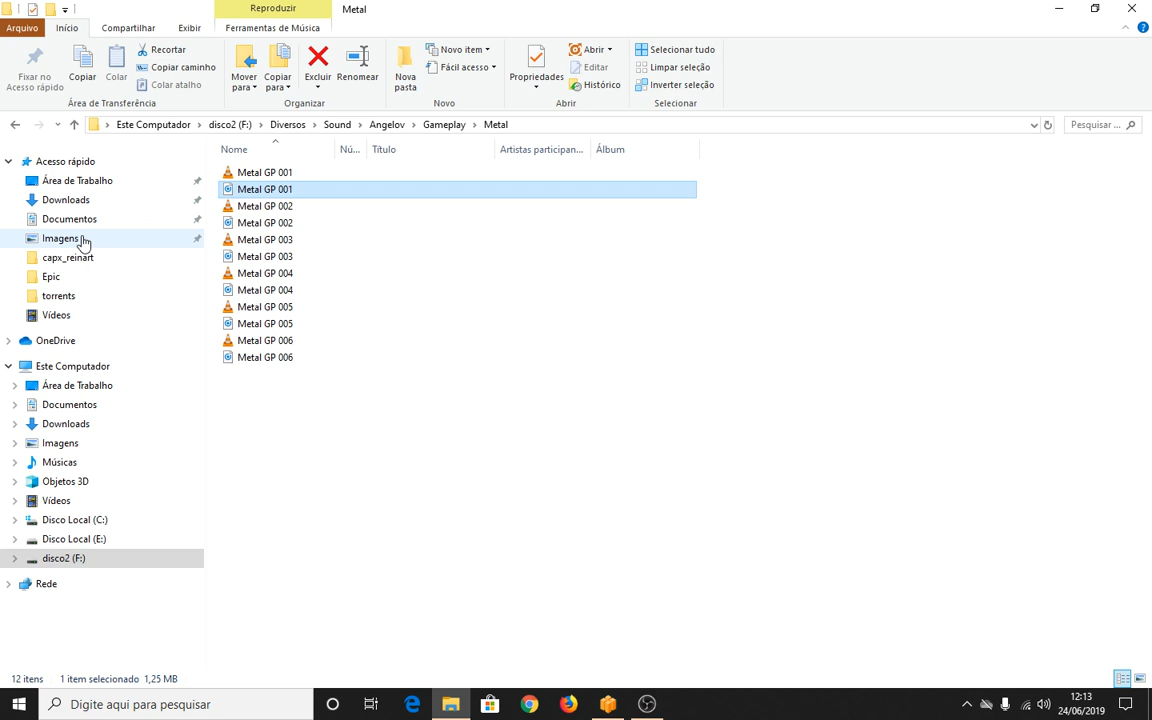 Reproduzir Metal
Arquivo Início Compartilhar Exibir Ferramentas de Música
Fixar no Acesso rápido
Copiar
Colar
Recortar
Copiar caminho
Colar atalho
Mover para
Copiar para
Excluir
Renomear
Nova pasta
Novo item
Fácil acesso
Propriedades
Abrir
Editar
Histórico
Selecionar tudo
Limpar seleção
Inverter seleção
Área de Transferência Organizar Novo Abrir Selecionar
Este Computador disco2 (F:) Diversos Sound Angelov Gameplay Metal Pesquisar ...
Nome Nú... Título Artistas participan... Álbum
Acesso rápido
Área de Trabalho
Downloads
Documentos
Imagens
capx_reinart
Epic
torrents
Vídeos
OneDrive
Este Computador
Área de Trabalho
Documentos
Downloads
Imagens
Músicas
Objetos 3D
Vídeos
Disco Local (C:)
Disco Local (E:)
disco2 (F:)
Rede
Metal GP 001
Metal GP 001
Metal GP 002
Metal GP 002
Metal GP 003
Metal GP 003
Metal GP 004
Metal GP 004
Metal GP 005
Metal GP 005
Metal GP 006
Metal GP 006
12 itens 1 item selecionado 1,25 MB
Digite aqui para pesquisar
12:13
24/06/2019